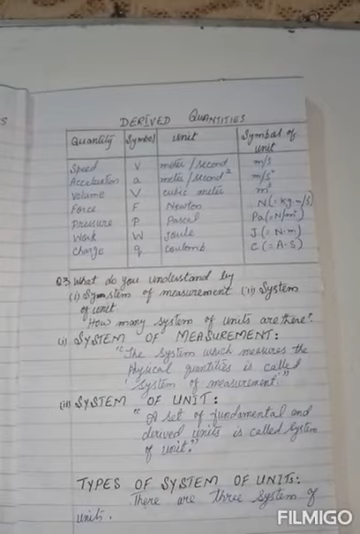 S
DERIVED QUANTITIES
Quantity Symbol Unit Symbol of unit
Speed V meter/second m/s
Acceleration a meter/second² m/s²
Volume V cubic meter m³
Force F Newton N(=kg-m/s)
Pressure P Pascel Pa(=N/m²)
Work W Joule J(=N.m)
Charge q coulomb C(=A.S)
Q3 What do you understand by
(i) System of measurement (ii) System
of unit
How many system of units are there?
(i) SYSTEM OF MEASUREMENT:
"The System which measures the
physical quantities is called
'system of measurement'"
(ii) SYSTEM OF UNIT:
"A set of fundamental and
derived units is called System
of unit."
TYPES OF SYSTEM OF UNITS:
There are three system of
units.
FILMIGO